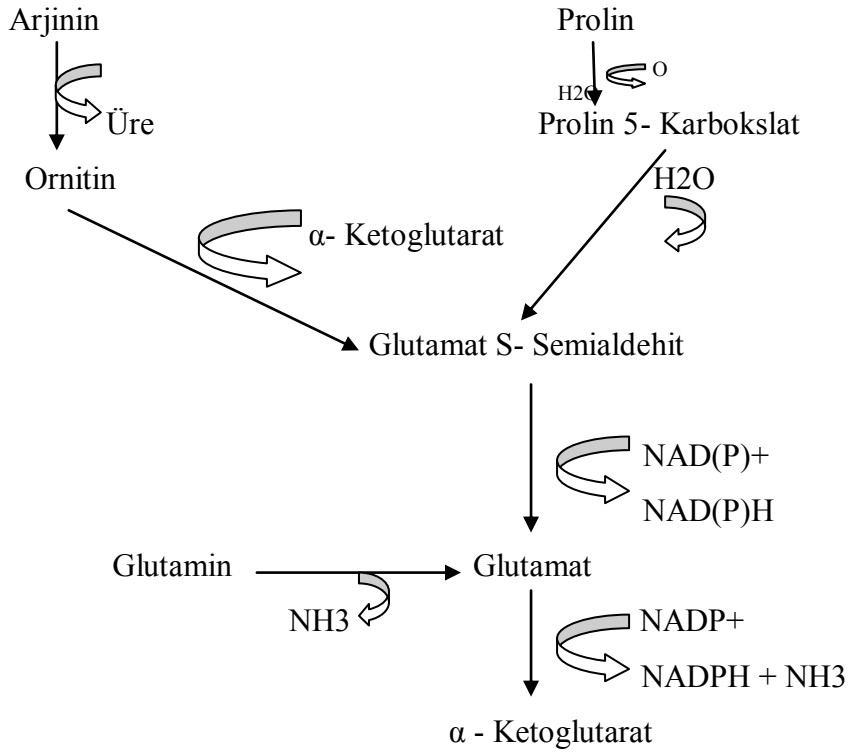 Arjinin
Prolin
O
H2O
Üre
Prolin 5- Karbokslat
Ornitin
H2O
α- Ketoglutarat
Glutamat S- Semialdehit
NAD(P)+
NAD(P)H
Glutamin
Glutamat
NH3
NADP+
NADPH + NH3
α - Ketoglutarat